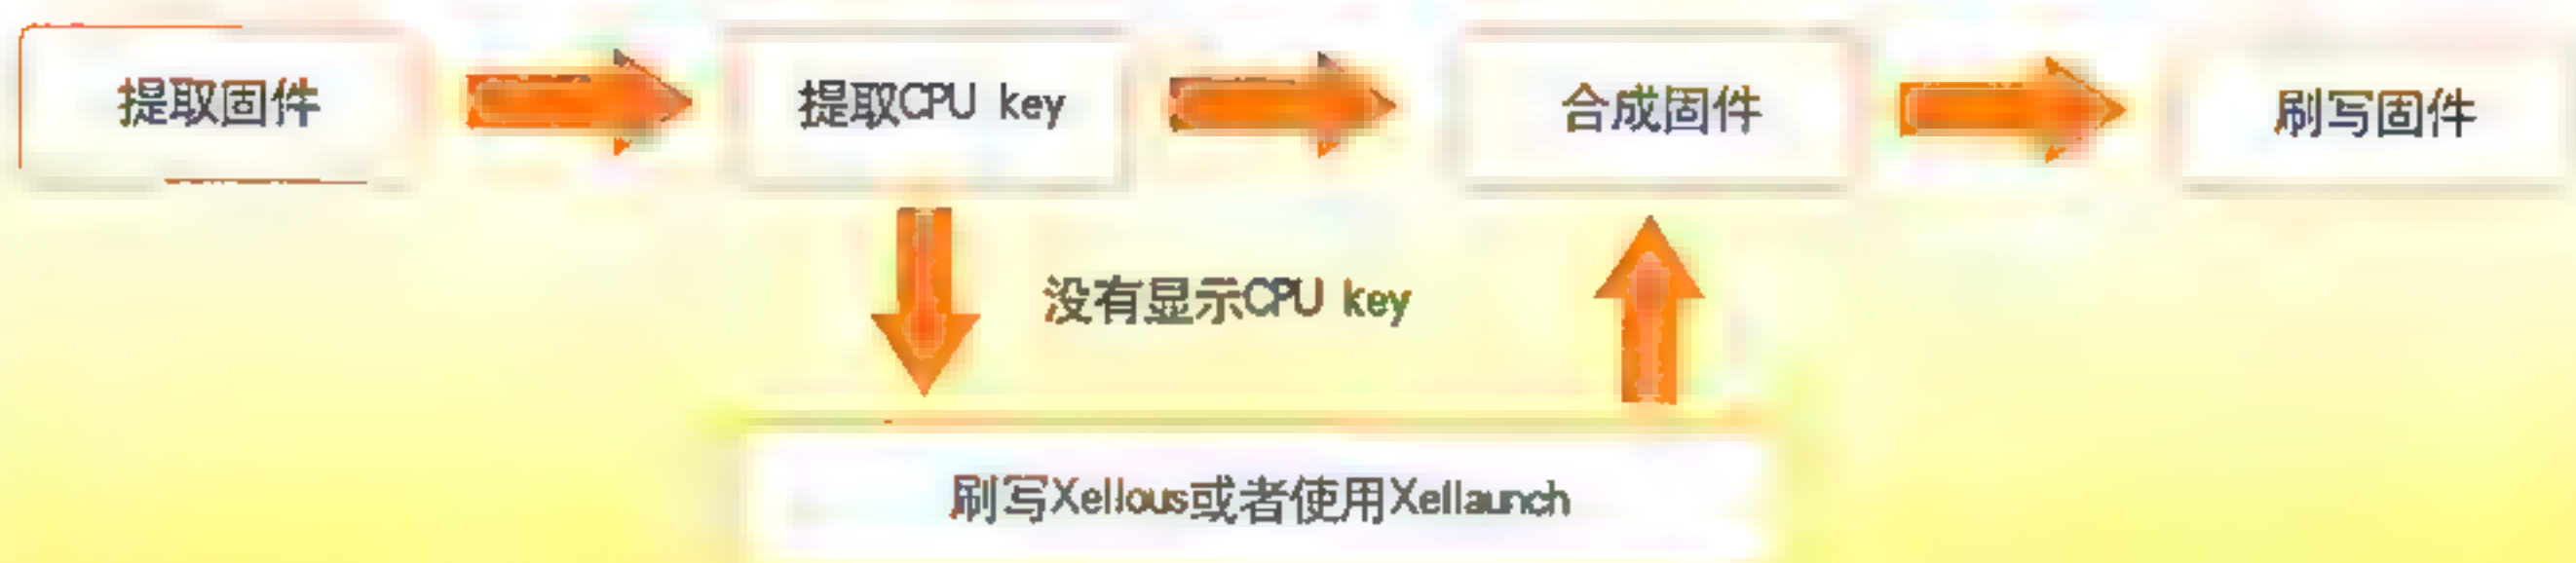 提取固件
提取CPU key
合成固件
刷写固件
没有显示CPU key
刷写Xellous或者使用Xellaunch